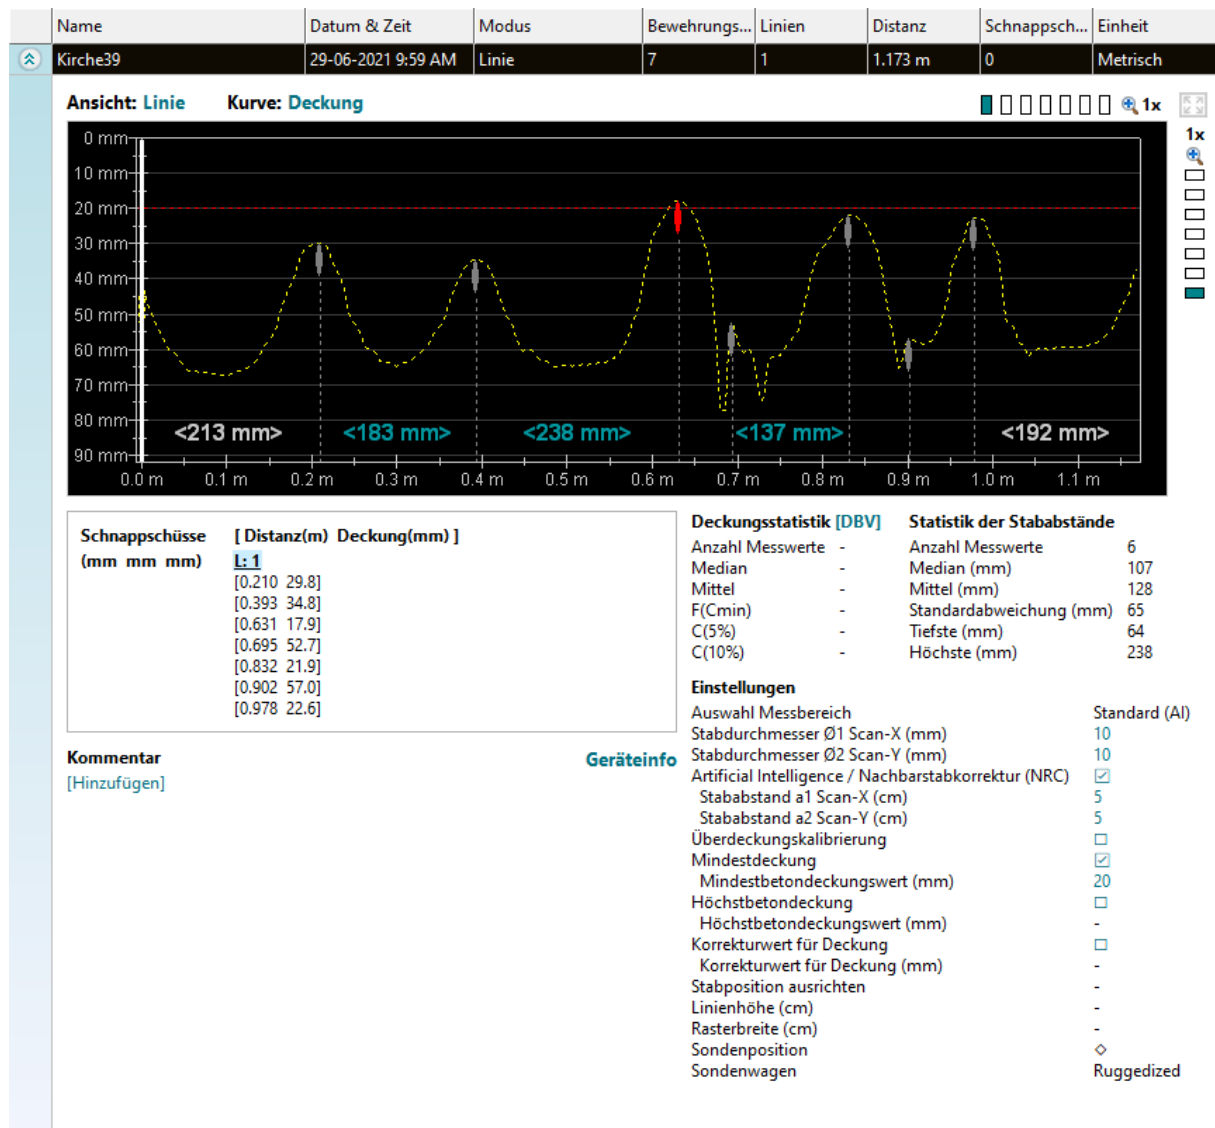 Name Datum & Zeit Modus Bewehrungs... Linien Distanz Schnappsch... Einheit
Kirche39 29-06-2021 9:59 AM Linie 7 1 1.173 m 0 Metrisch
Ansicht: Linie Kurve: Deckung 1x
1x
0 mm
10 mm
20 mm
30 mm
40 mm
50 mm
60 mm
70 mm
80 mm
<213 mm> <183 mm> <238 mm> <137 mm> <192 mm>
90 mm
0.0 m 0.1 m 0.2 m 0.3 m 0.4 m 0.5 m 0.6 m 0.7 m 0.8 m 0.9 m 1.0 m 1.1 m
Schnappschüsse [ Distanz(m) Deckung(mm) ]
(mm mm mm) L: 1
[0.210 29.8]
[0.393 34.8]
[0.631 17.9]
[0.695 52.7]
[0.832 21.9]
[0.902 57.0]
[0.978 22.6]
Kommentar Geräteinfo
[Hinzufügen]
Deckungsstatistik [DBV] Statistik der Stababstände
Anzahl Messwerte - Anzahl Messwerte 6
Median - Median (mm) 107
Mittel - Mittel (mm) 128
F(Cmin) - Standardabweichung (mm) 65
C(5%) - Tiefste (mm) 64
C(10%) - Höchste (mm) 238
Einstellungen
Auswahl Messbereich Standard (AI)
Stabdurchmesser Ø1 Scan-X (mm) 10
Stabdurchmesser Ø2 Scan-Y (mm) 10
Artificial Intelligence / Nachbarstabkorrektur (NRC)
Stababstand a1 Scan-X (cm) 5
Stababstand a2 Scan-Y (cm) 5
Überdeckungskalibrierung
Mindestdeckung
Mindestbetondeckungswert (mm) 20
Höchstbetondeckung
Höchstbetondeckungswert (mm) -
Korrekturwert für Deckung
Korrekturwert für Deckung (mm) -
Stabposition ausrichten -
Linienhöhe (cm) -
Rasterbreite (cm) -
Sondenposition
Sondenwagen Ruggedized